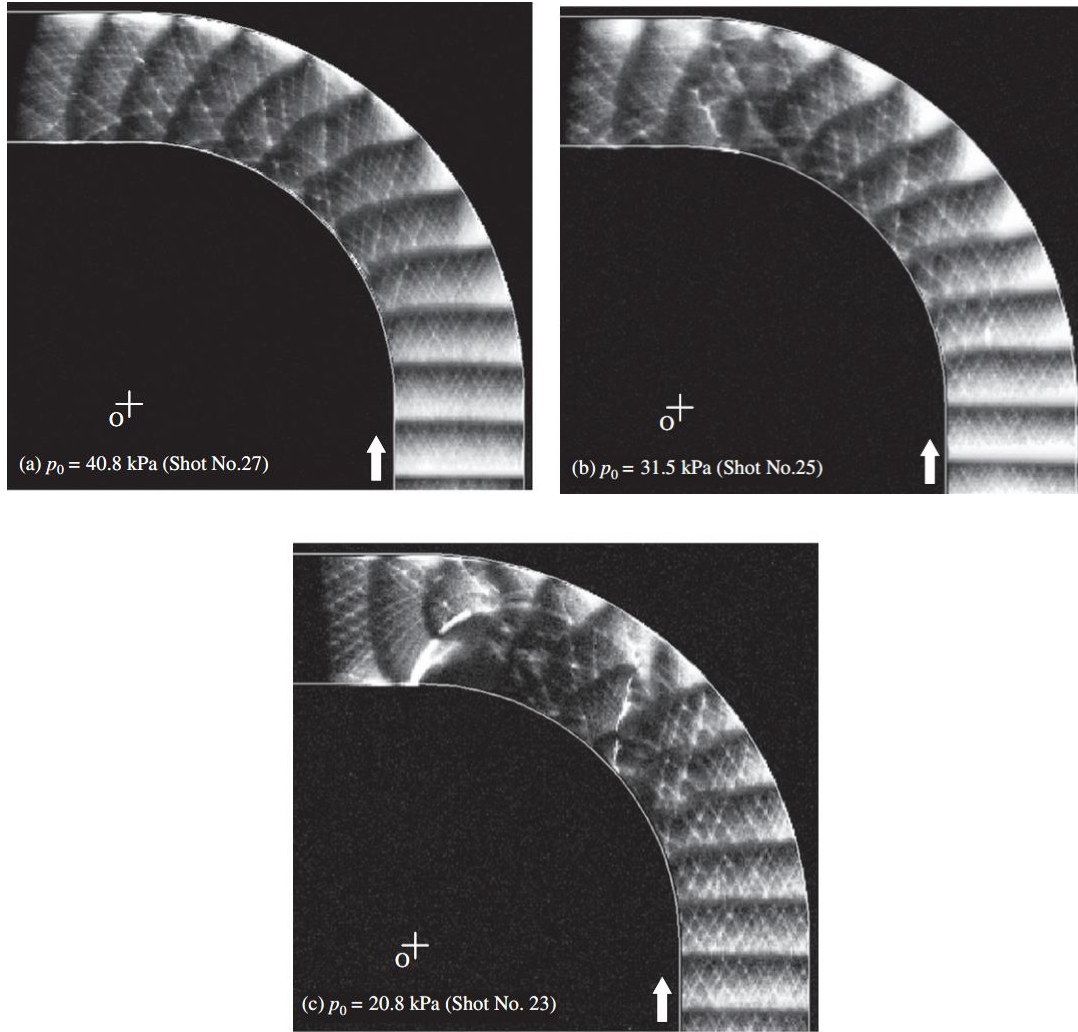 O
(a) p0 = 40.8 kPa (Shot No.27)
O
(b) p0 = 31.5 kPa (Shot No.25)
O
(c) p0 = 20.8 kPa (Shot No. 23)